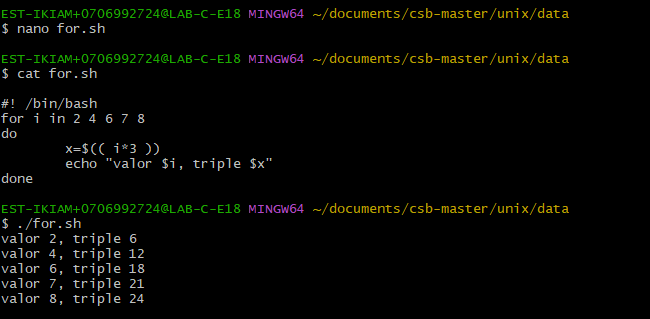 EST-IKIAM+0706992724@LAB-C-E18 MINGW64 ~/documents/csb-master/unix/data
$ nano for.sh
EST-IKIAM+0706992724@LAB-C-E18 MINGW64 ~/documents/csb-master/unix/data
$ cat for.sh
#! /bin/bash
for i in 2 4 6 7 8
do
        x=$(( i*3 ))
        echo "valor $i, triple $x"
done
EST-IKIAM+0706992724@LAB-C-E18 MINGW64 ~/documents/csb-master/unix/data
$ ./for.sh
valor 2, triple 6
valor 4, triple 12
valor 6, triple 18
valor 7, triple 21
valor 8, triple 24